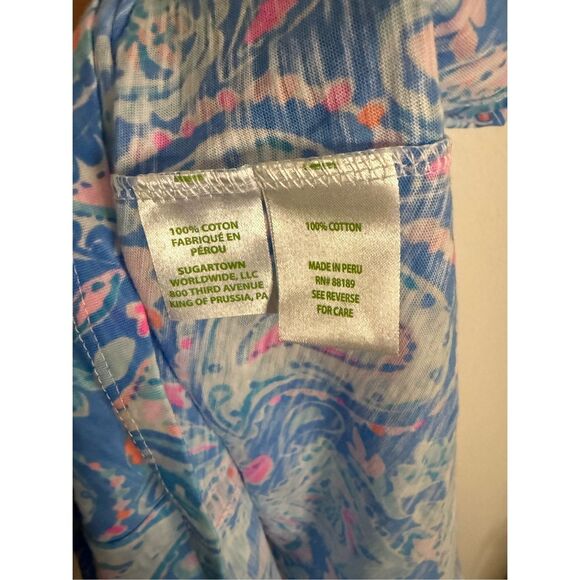 100% COTON
FABRIQUÉ EN
PÉROU
SUGARTOWN
WORLDWIDE, LLC
800 THIRD AVENUE
KING OF PRUSSIA, PA
100% COTTON
MADE IN PERU
RN# 88189
SEE REVERSE
FOR CARE